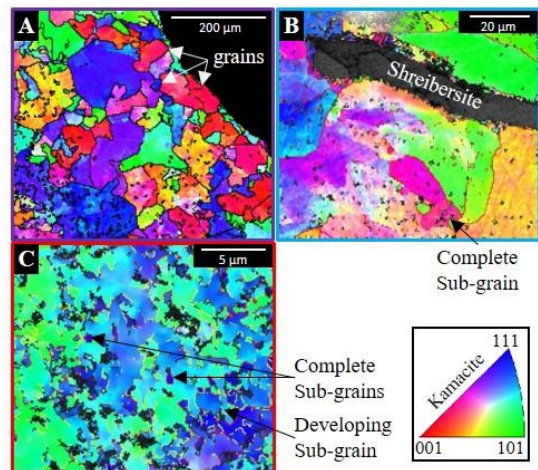 A
200 µm
grains
B
20 µm
Shreibersite
Complete
Sub-grain
C
5 µm
Complete
Sub-grains
Developing
Sub-grain
111
Kamacite
001
101